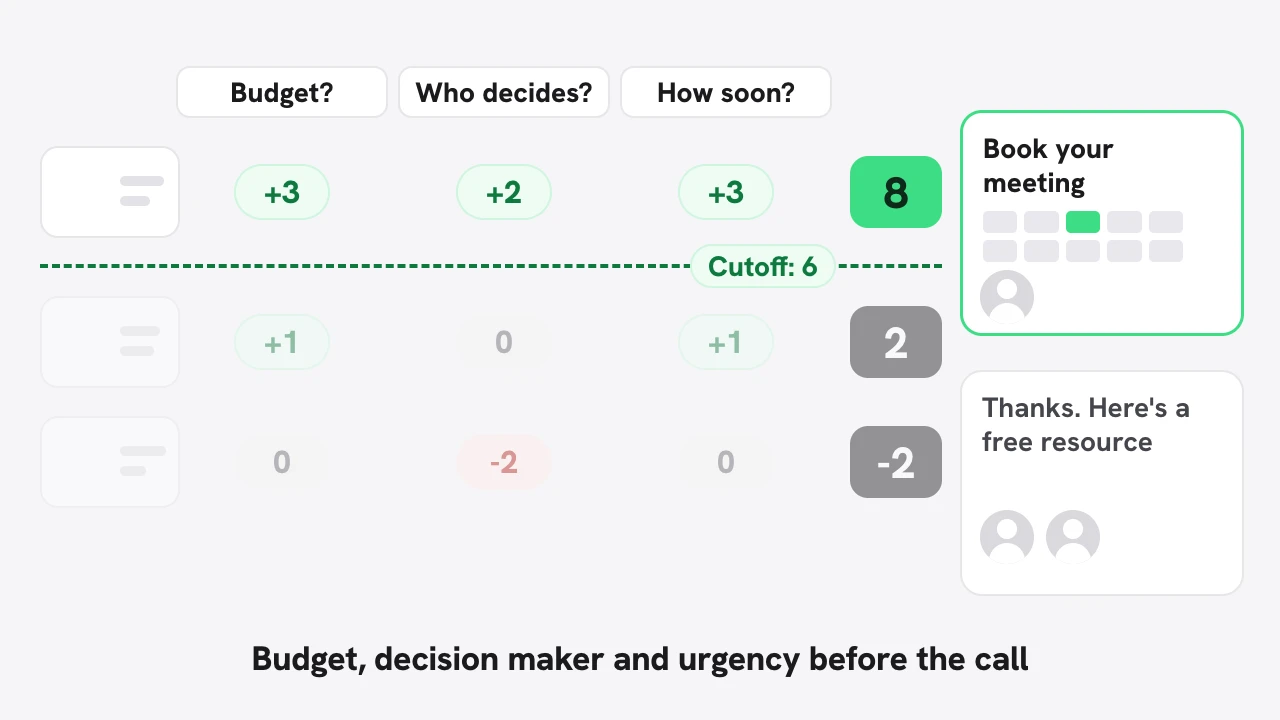 Budget?
Who decides?
How soon?
+3
+2
+3
8
Cutoff: 6
+1
0
+1
2
0
-2
0
-2
Book your
meeting
Thanks. Here's a
free resource
Budget, decision maker and urgency before the call